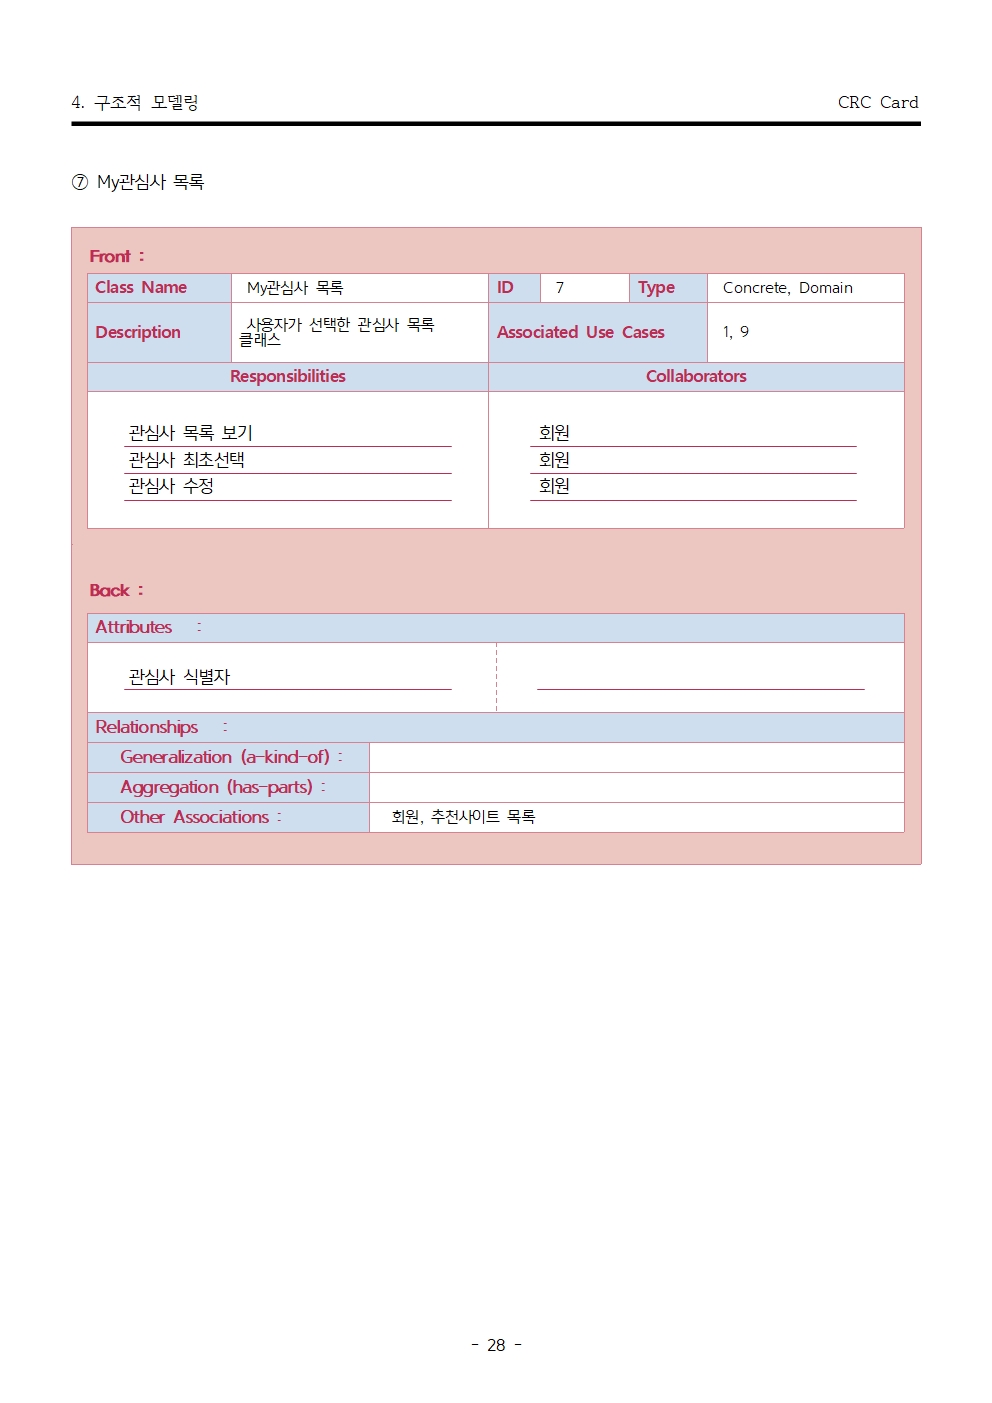 4. 구조적 모델링 CRC Card
⑦ My관심사 목록
Front :
Class Name My관심사 목록 ID 7 Type Concrete, Domain
Description 사용자가 선택한 관심사 목록
클래스 Associated Use Cases 1, 9
Responsibilities Collaborators
관심사 목록 보기 회원
관심사 최초선택 회원
관심사 수정 회원
Back :
Attributes :
관심사 식별자
Relationships :
Generalization (a-kind-of) :
Aggregation (has-parts) :
Other Associations : 회원, 추천사이트 목록
- 28 -